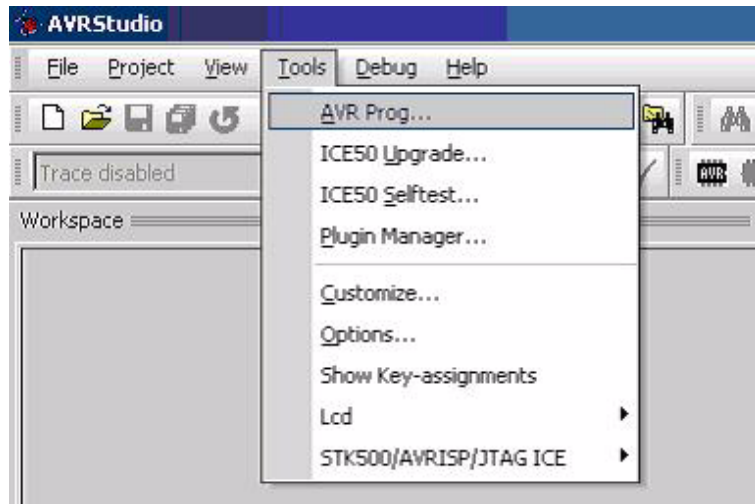 AVRStudio
File Project View Tools Debug Help
AVR Prog...
ICE50 Upgrade...
Trace disabled
AVR
ICE50 Selftest...
Workspace
Plugin Manager...
Customize...
Options...
Show Key-assignments
Lcd
STK500/AVRISP/JTAG ICE